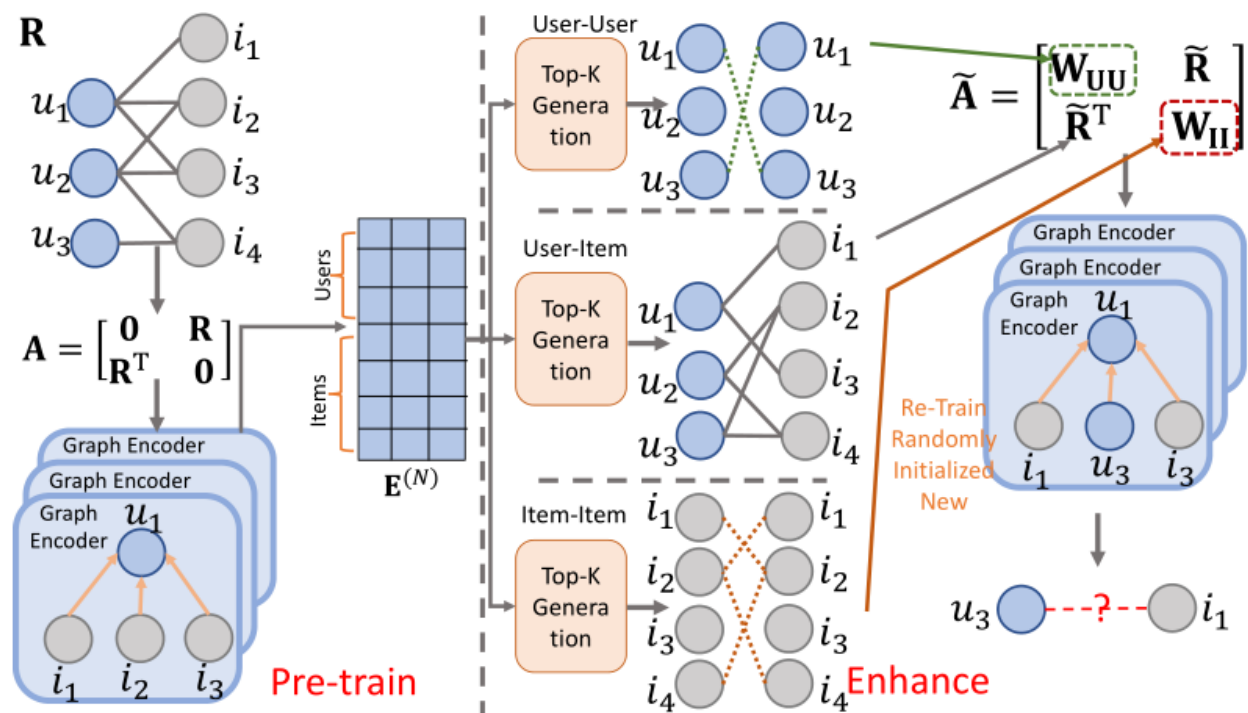 R
i₁
u₁
i₂
u₂
i₃
u₃
i₄
A = [0 R
Rᵀ 0]
Graph Encoder
Graph Encoder
Graph
Encoder
u₁
i₁ i₂ i₃
Pre-train
Users
Items
E⁽ᴺ⁾
User-User
Top-K
Genera
tion
u₁ u₁
u₂ u₂
u₃ u₃
User-Item
Top-K
Genera
tion
i₁
u₁ i₂
u₂ i₃
u₃ i₄
Item-Item
Top-K
Genera
tion
i₁ i₁
i₂ i₂
i₃ i₃
i₄ i₄
Enhance
Ã = [W_UU R̃
R̃ᵀ W_II]
Graph Encoder
Graph Encoder
Graph
Encoder
u₁
i₁ u₃ i₃
Re-Train
Randomly
Initialized
New
u₃ ? i₁